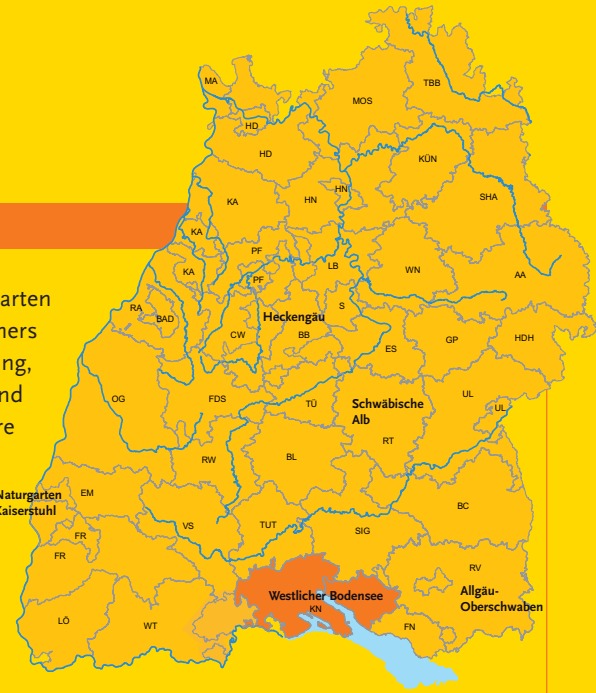 MA
TBB
MOS
HD
HD
KÜN
HN
HN
KA
SHA
KA
PF
LB
WN
AA
KA
PF
arten
mers
ng,
nd
re
RA
BAD
Heckengäu
S
CW
BB
ES
GP
HDH
OG
FDS
TÜ
Schwäbische
Alb
UL
UL
RT
RW
BL
Naturgarten
Kaiserstuhl
EM
BC
FR
VS
TUT
SIG
FR
RV
Westlicher Bodensee
KN
Allgäu-
Oberschwaben
LÖ
WT
FN